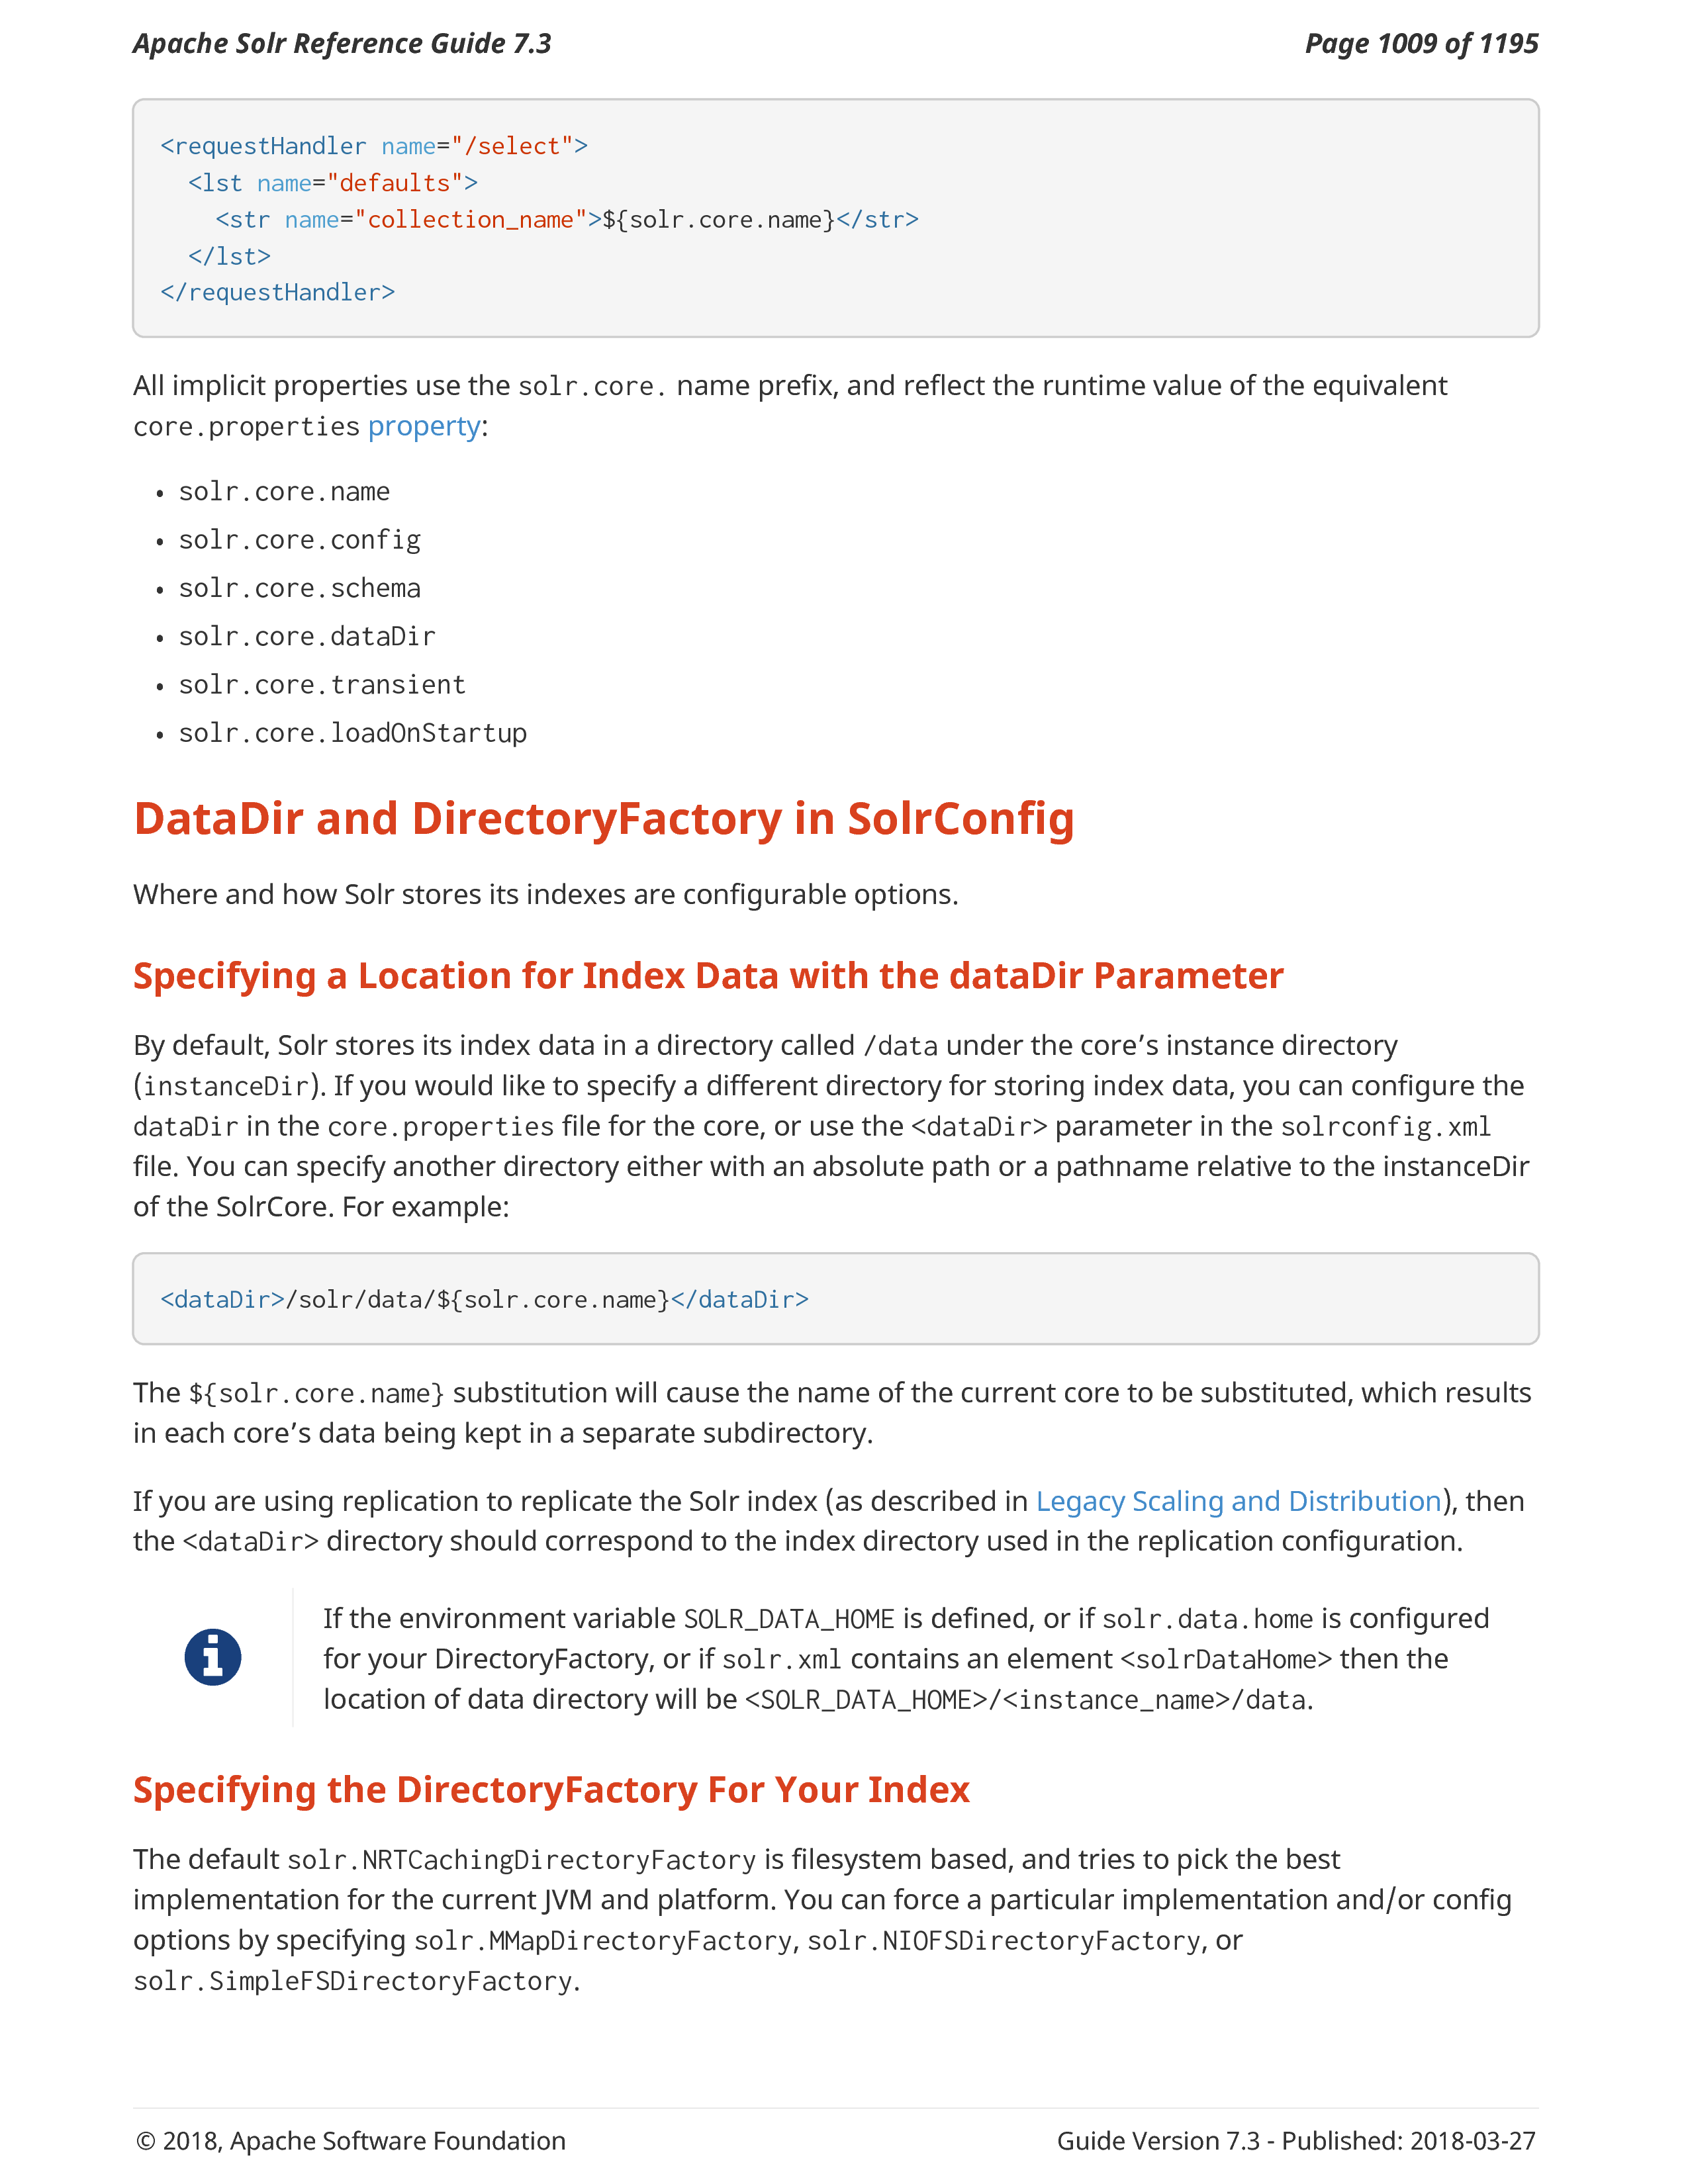 Apache Solr Reference Guide 7.3 Page 1009 of 1195
<requestHandler name="/select">
  <lst name="defaults">
    <str name="collection_name">${solr.core.name}</str>
  </lst>
</requestHandler>
All implicit properties use the solr.core. name prefix, and reflect the runtime value of the equivalent
core.properties property:
• solr.core.name
• solr.core.config
• solr.core.schema
• solr.core.dataDir
• solr.core.transient
• solr.core.loadOnStartup
DataDir and DirectoryFactory in SolrConfig
Where and how Solr stores its indexes are configurable options.
Specifying a Location for Index Data with the dataDir Parameter
By default, Solr stores its index data in a directory called /data under the core’s instance directory
(instanceDir). If you would like to specify a different directory for storing index data, you can configure the
dataDir in the core.properties file for the core, or use the <dataDir> parameter in the solrconfig.xml
file. You can specify another directory either with an absolute path or a pathname relative to the instanceDir
of the SolrCore. For example:
<dataDir>/solr/data/${solr.core.name}</dataDir>
The ${solr.core.name} substitution will cause the name of the current core to be substituted, which results
in each core’s data being kept in a separate subdirectory.
If you are using replication to replicate the Solr index (as described in Legacy Scaling and Distribution), then
the <dataDir> directory should correspond to the index directory used in the replication configuration.
If the environment variable SOLR_DATA_HOME is defined, or if solr.data.home is configured
for your DirectoryFactory, or if solr.xml contains an element <solrDataHome> then the
location of data directory will be <SOLR_DATA_HOME>/<instance_name>/data.
Specifying the DirectoryFactory For Your Index
The default solr.NRTCachingDirectoryFactory is filesystem based, and tries to pick the best
implementation for the current JVM and platform. You can force a particular implementation and/or config
options by specifying solr.MMapDirectoryFactory, solr.NIOFSDirectoryFactory, or
solr.SimpleFSDirectoryFactory.
© 2018, Apache Software Foundation Guide Version 7.3 - Published: 2018-03-27